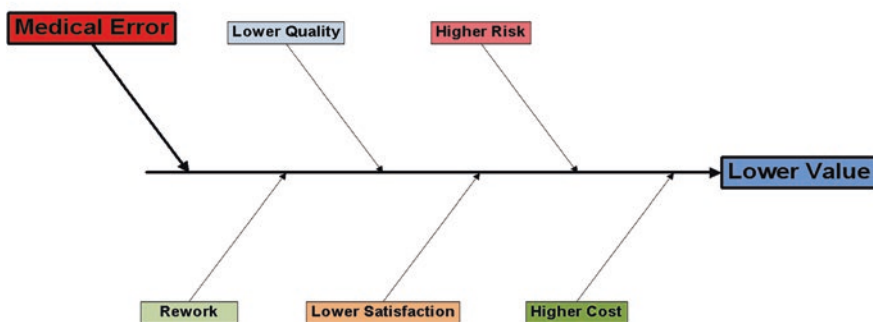 Medical Error
Lower Quality
Higher Risk
Lower Value
Rework
Lower Satisfaction
Higher Cost